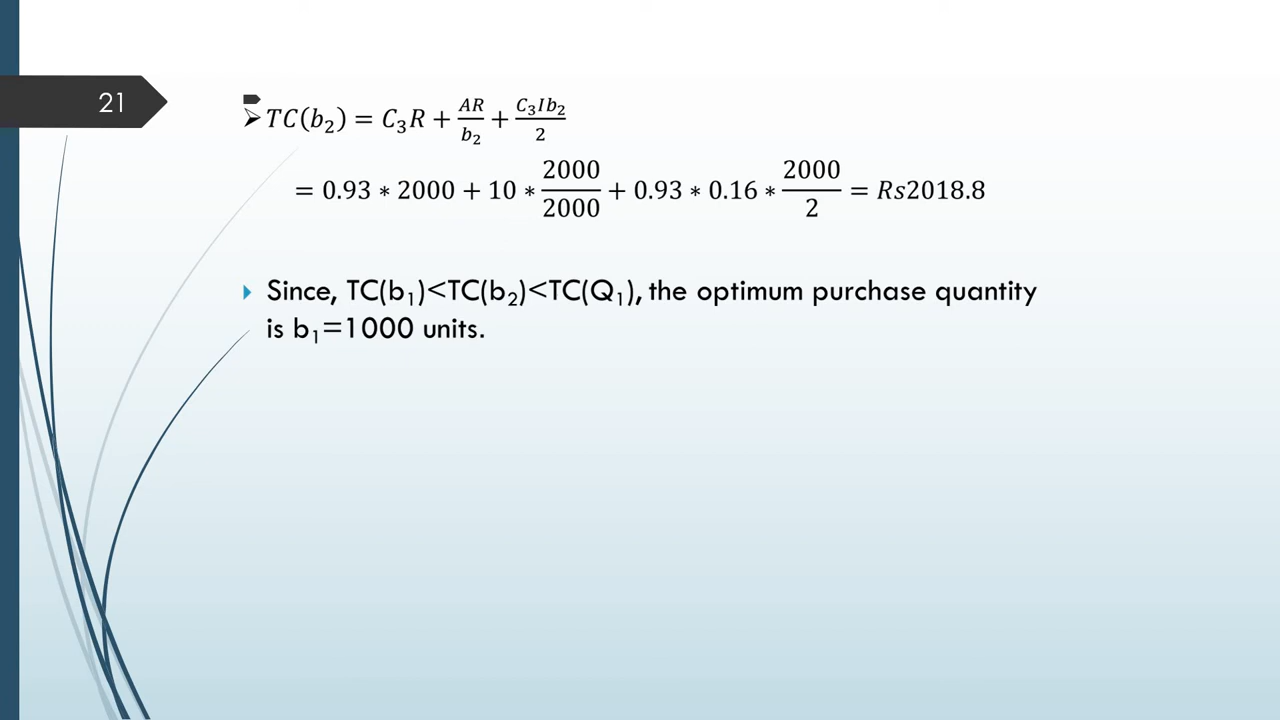 21
➢ TC(b₂) = C₃R + AR/b₂ + C₃Ib₂/2
= 0.93 ∗ 2000 + 10 ∗ 2000/2000 + 0.93 ∗ 0.16 ∗ 2000/2 = Rs2018.8
Since, TC(b₁)<TC(b₂)<TC(Q₁), the optimum purchase quantity
is b₁=1000 units.